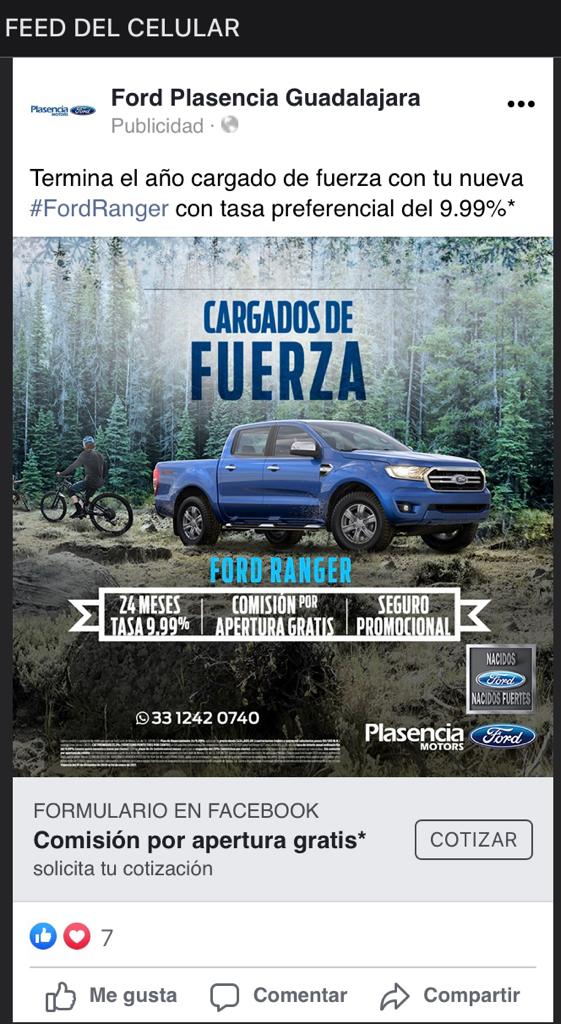 FEED DEL CELULAR
Plasencia Ford
MOTORS
Ford Plasencia Guadalajara
Publicidad ·
Termina el año cargado de fuerza con tu nueva
#FordRanger con tasa preferencial del 9.99%*
CARGADOS DE
FUERZA
FORD RANGER
24 MESES
TASA 9.99%
COMISIÓN POR
APERTURA GRATIS
SEGURO
PROMOCIONAL
NACIDOS
Ford
NACIDOS FUERTES
33 1242 0740
Plasencia
MOTORS
Ford
FORMULARIO EN FACEBOOK
Comisión por apertura gratis*
solicita tu cotización
COTIZAR
7
Me gusta
Comentar
Compartir